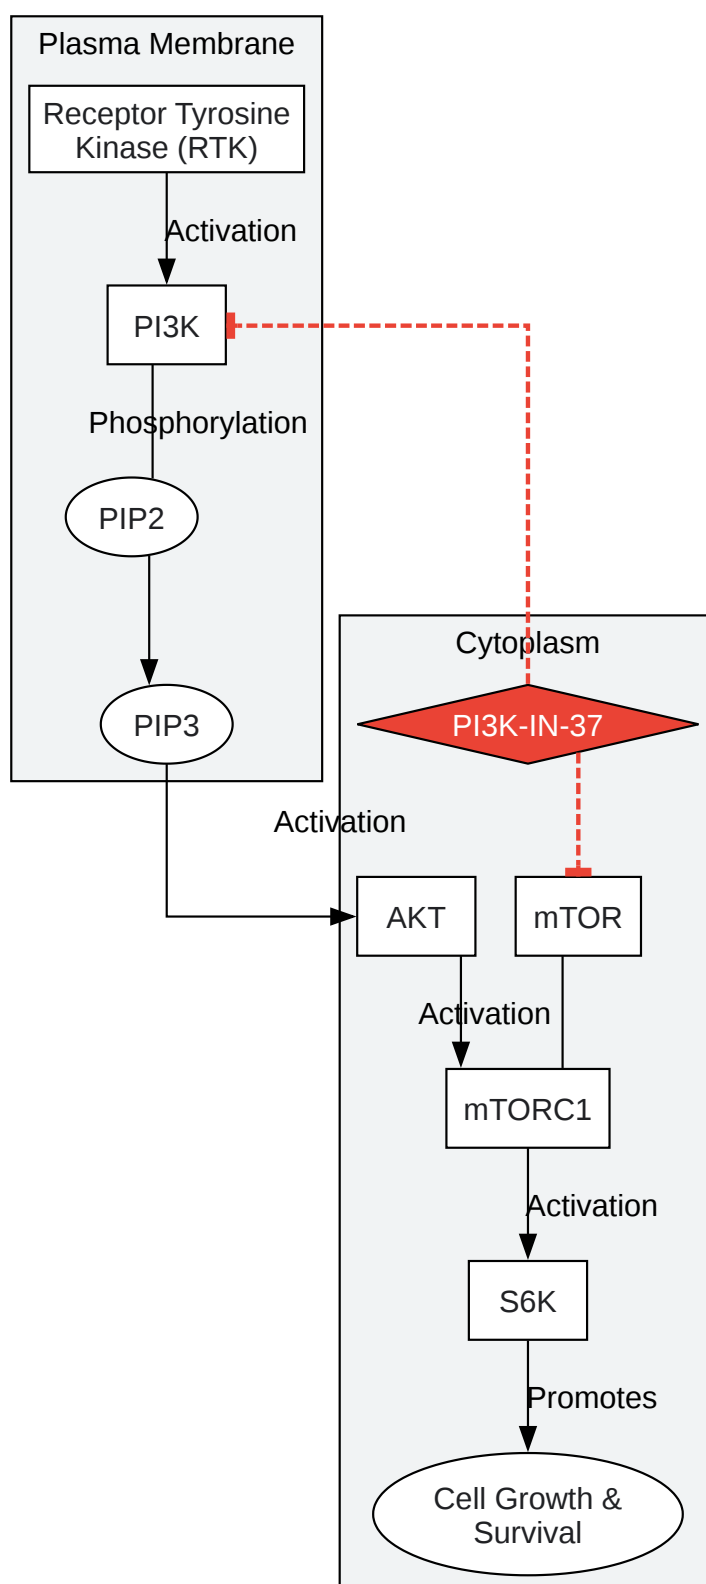 Plasma Membrane
Receptor Tyrosine
Kinase (RTK)
Activation
PI3K
Phosphorylation
PIP2
Cytoplasm
PIP3
PI3K-IN-37
Activation
AKT
mTOR
Activation
mTORC1
Activation
S6K
Promotes
Cell Growth &
Survival